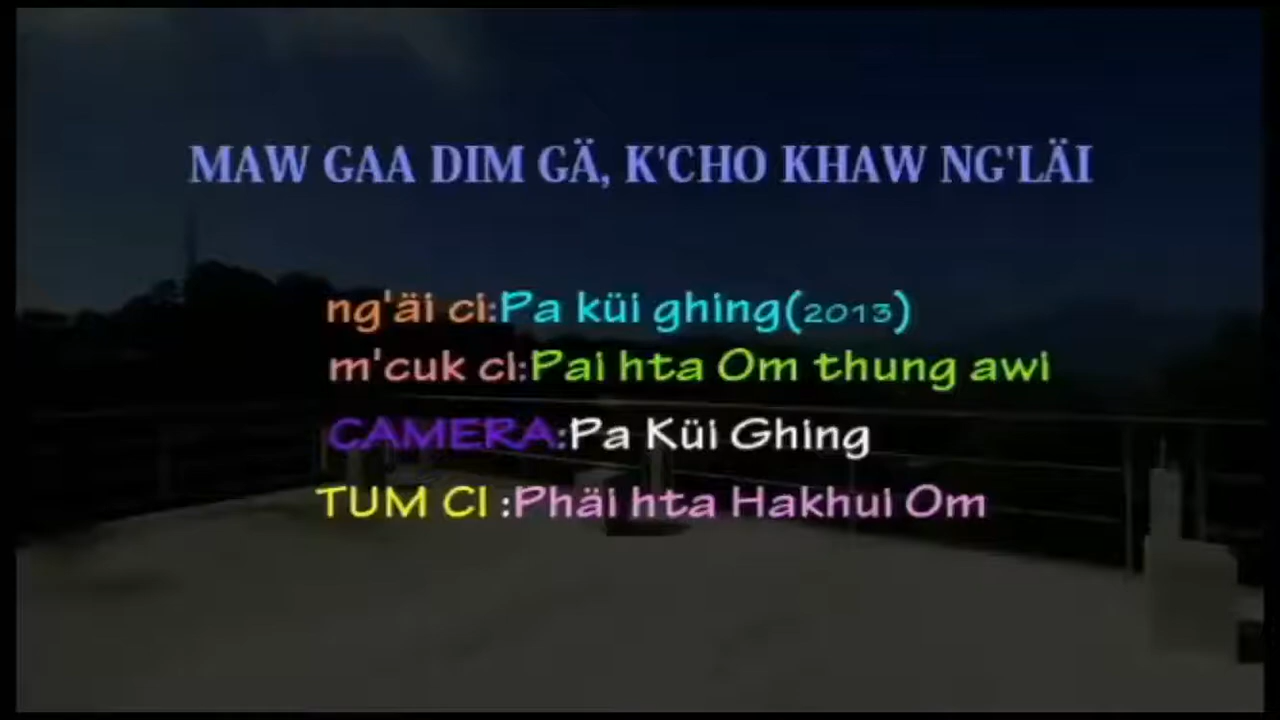 MAW GAA DIM GÄ, K'CHO KHAW NG'LÄI
ng'äi ci:Pa küi ghing(2013)
m'cuk ci:Pai hta Om thung awi
CAMERA:Pa Küi Ghing
TUM CI :Phäi hta Hakhui Om